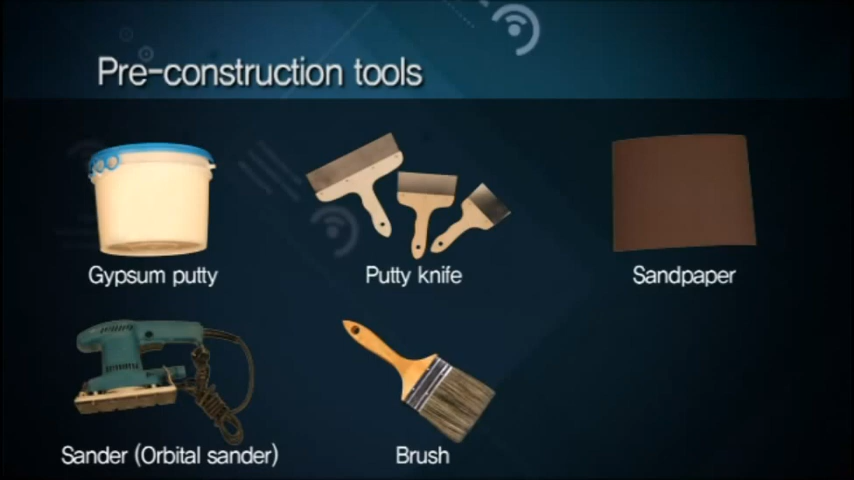 Pre-construction tools
Gypsum putty
Putty knife
Sandpaper
Sander (Orbital sander)
Brush